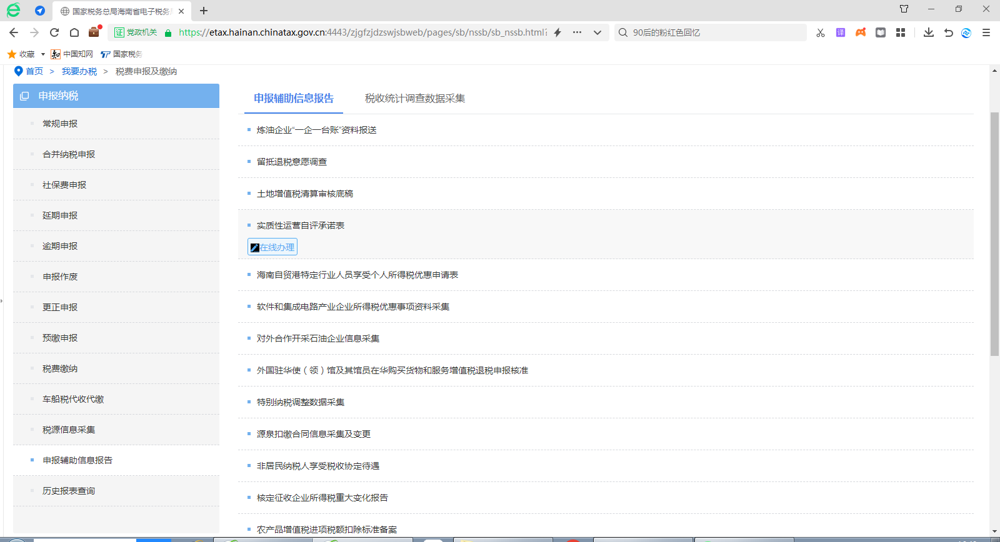 国家税务总局海南省电子税务
证 党政机关 https://etax.hainan.chinatax.gov.cn:4443/zjgfzjdzswjsbweb/pages/sb/nssb/sb_nssb.html?
90后的粉红色回忆
译
收藏 中国知网 国家税务
首页 > 我要办税 > 税费申报及缴纳
申报纳税
常规申报
合并纳税申报
社保费申报
延期申报
逾期申报
申报作废
更正申报
预缴申报
税费缴纳
车船税代收代缴
税源信息采集
申报辅助信息报告
历史报表查询
申报辅助信息报告 税收统计调查数据采集
炼油企业“一企一台账”资料报送
留抵退税意愿调查
土地增值税清算审核底稿
实质性运营自评承诺表
在线办理
海南自贸港特定行业人员享受个人所得税优惠申请表
软件和集成电路产业企业所得税优惠事项资料采集
对外合作开采石油企业信息采集
外国驻华使（领）馆及其馆员在华购买货物和服务增值税退税申报核准
特别纳税调整数据采集
源泉扣缴合同信息采集及变更
非居民纳税人享受税收协定待遇
核定征收企业所得税重大变化报告
农产品增值税进项税额扣除标准备案